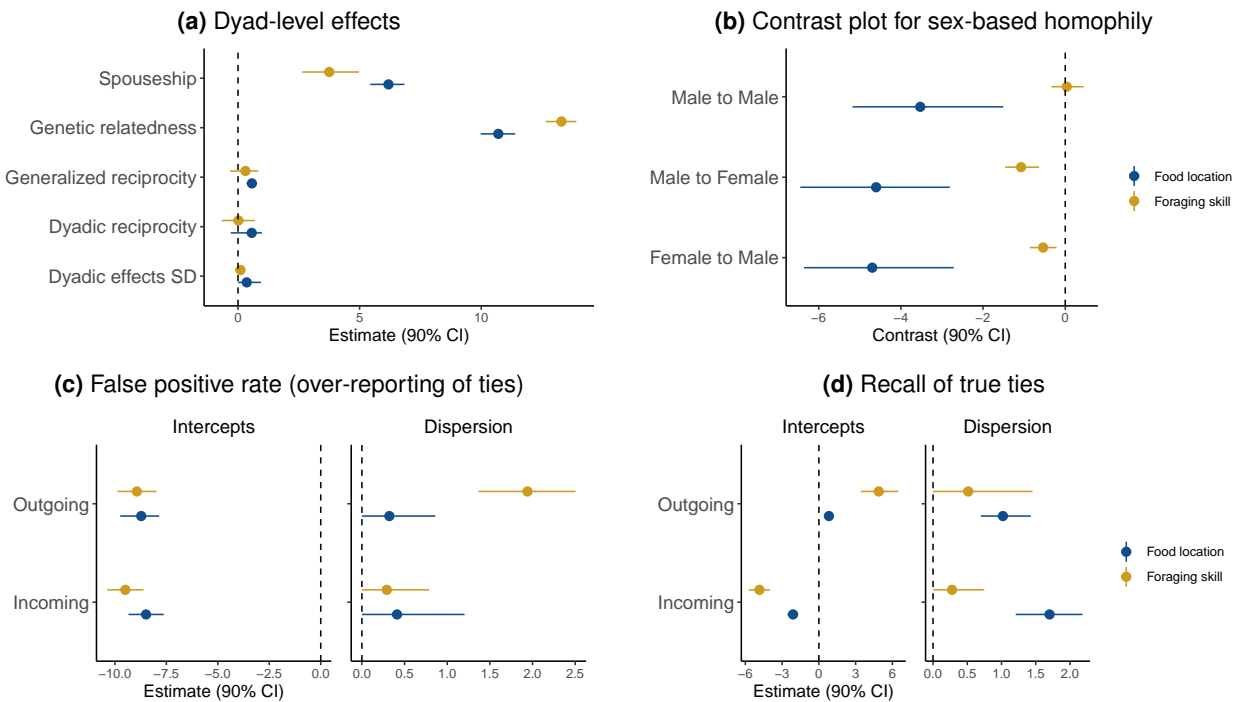 (a) Dyad-level effects
Spouseship
Genetic relatedness
Generalized reciprocity
Dyadic reciprocity
Dyadic effects SD
0 5 10
Estimate (90% CI)
(b) Contrast plot for sex-based homophily
Male to Male
Male to Female
Female to Male
−6 −4 −2 0
Contrast (90% CI)
Food location
Foraging skill
(c) False positive rate (over-reporting of ties)
Intercepts Dispersion
Outgoing
Incoming
−10.0 −7.5 −5.0 −2.5 0.0 0.0 0.5 1.0 1.5 2.0 2.5
Estimate (90% CI)
(d) Recall of true ties
Intercepts Dispersion
Outgoing
Incoming
−6 −3 0 3 6 0.0 0.5 1.0 1.5 2.0
Estimate (90% CI)
Food location
Foraging skill